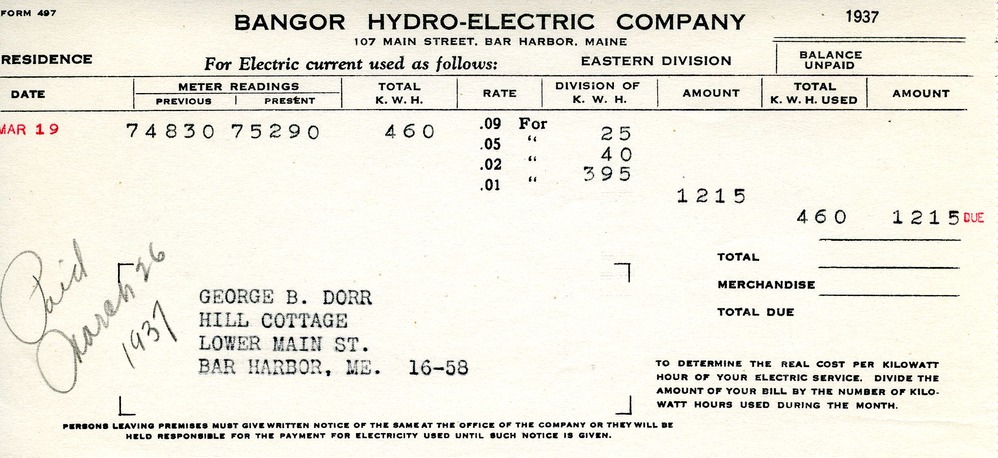 FORM 497
BANGOR HYDRO-ELECTRIC COMPANY
1937
107 MAIN STREET, BAR HARBOR, MAINE
RESIDENCE
For Electric current used as follows:
EASTERN DIVISION
BALANCE UNPAID
DATE
METER READINGS
PREVIOUS PRESENT
TOTAL K. W. H.
RATE
DIVISION OF K. W. H.
AMOUNT
TOTAL K. W. H. USED
AMOUNT
MAR 19 74830 75290 460 .09 For 25
.05 " 40
.02 " 395
.01 "
1215
460 1215 DUE
TOTAL
MERCHANDISE
TOTAL DUE
Paid
March 26
1937
GEORGE B. DORR
HILL COTTAGE
LOWER MAIN ST.
BAR HARBOR, ME. 16-58
TO DETERMINE THE REAL COST PER KILOWATT
HOUR OF YOUR ELECTRIC SERVICE. DIVIDE THE
AMOUNT OF YOUR BILL BY THE NUMBER OF KILO-
WATT HOURS USED DURING THE MONTH.
PERSONS LEAVING PREMISES MUST GIVE WRITTEN NOTICE OF THE SAME AT THE OFFICE OF THE COMPANY OR THEY WILL BE
HELD RESPONSIBLE FOR THE PAYMENT FOR ELECTRICITY USED UNTIL SUCH NOTICE IS GIVEN.